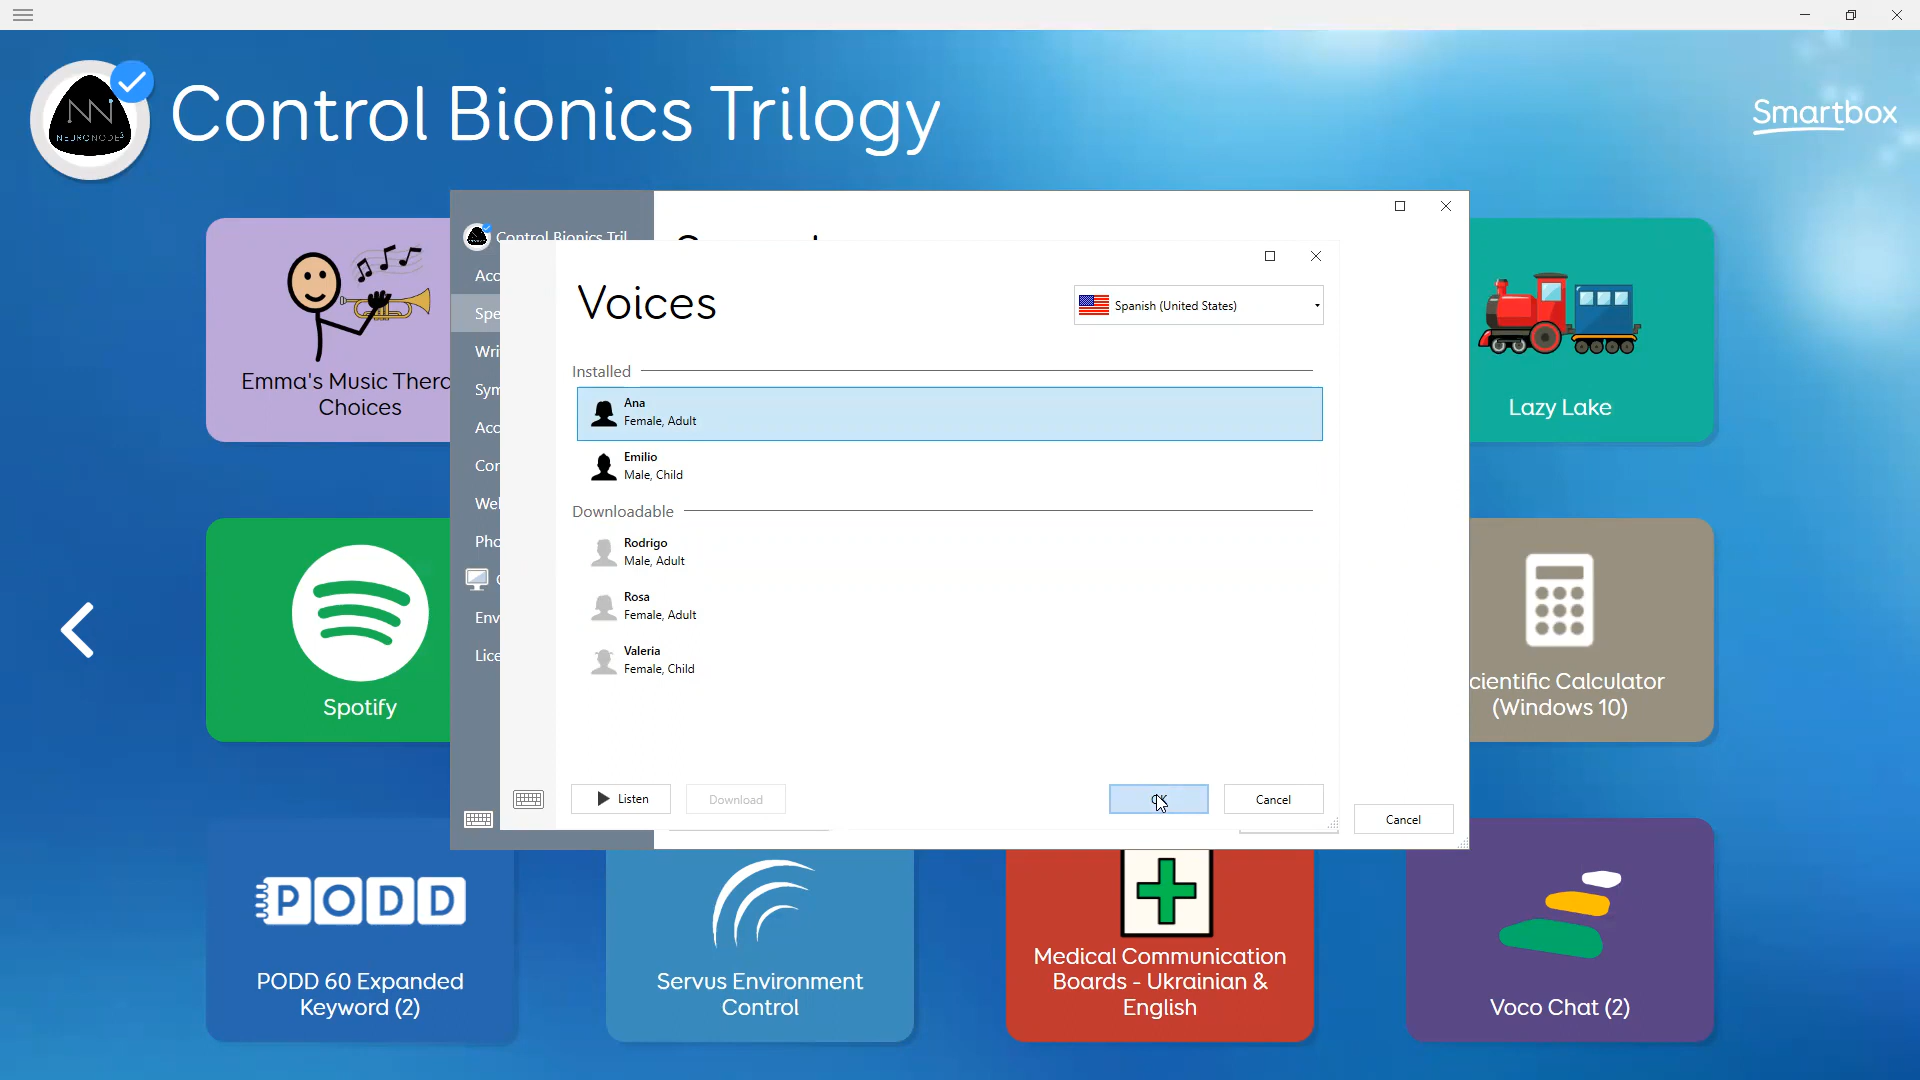 NEURONODE
Control Bionics Trilogy
Smartbox
Control Bionics Tril
Emma's Music Thera
Choices
Spotify
Lazy Lake
cientific Calculator
(Windows 10)
PODD
PODD 60 Expanded
Keyword (2)
Servus Environment
Control
Medical Communication
Boards - Ukrainian &
English
Voco Chat (2)
Acc
Spe
Wri
Sym
Acc
Con
Wel
Pho
Env
Lice
Voices
Spanish (United States)
Installed
Ana
Female, Adult
Emilio
Male, Child
Downloadable
Rodrigo
Male, Adult
Rosa
Female, Adult
Valeria
Female, Child
Listen
Download
OK
Cancel
Cancel